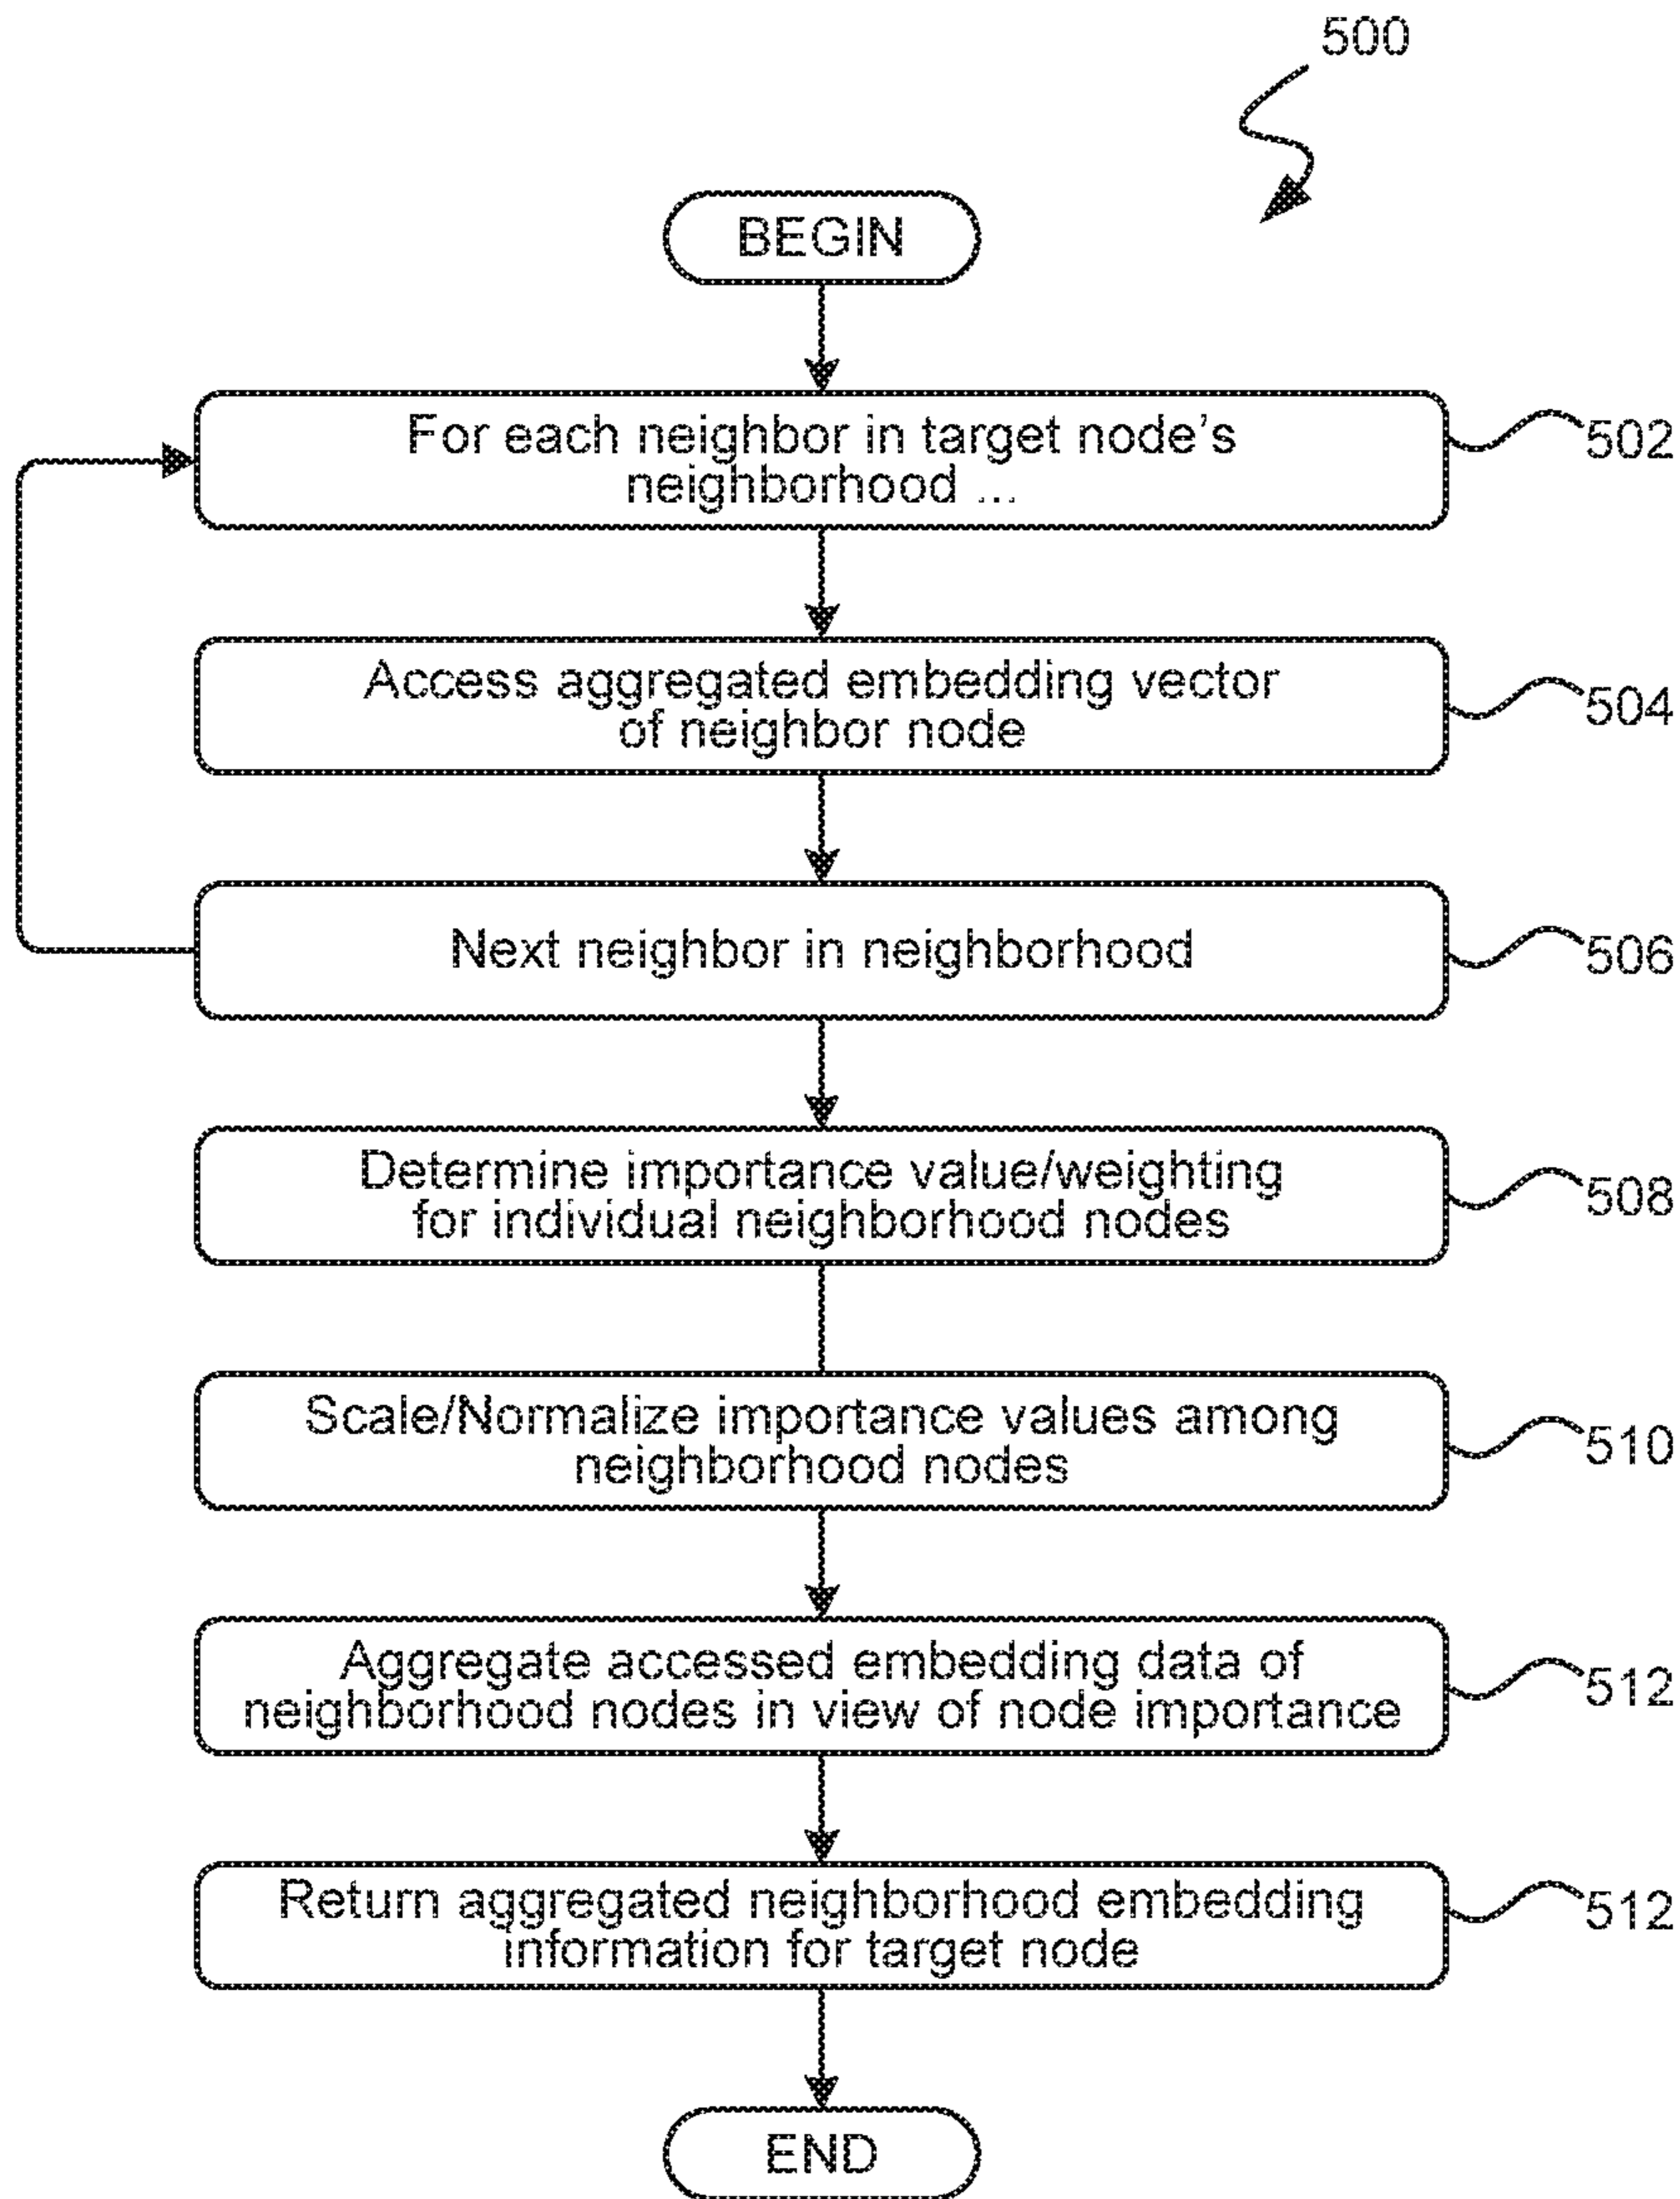 500
BEGIN
For each neighbor in target node's
neighborhood ...
502
Access aggregated embedding vector
of neighbor node
504
Next neighbor in neighborhood
506
Determine importance value/weighting
for individual neighborhood nodes
508
Scale/Normalize importance values among
neighborhood nodes
510
Aggregate accessed embedding data of
neighborhood nodes in view of node importance
512
Return aggregated neighborhood embedding
information for target node
512
END